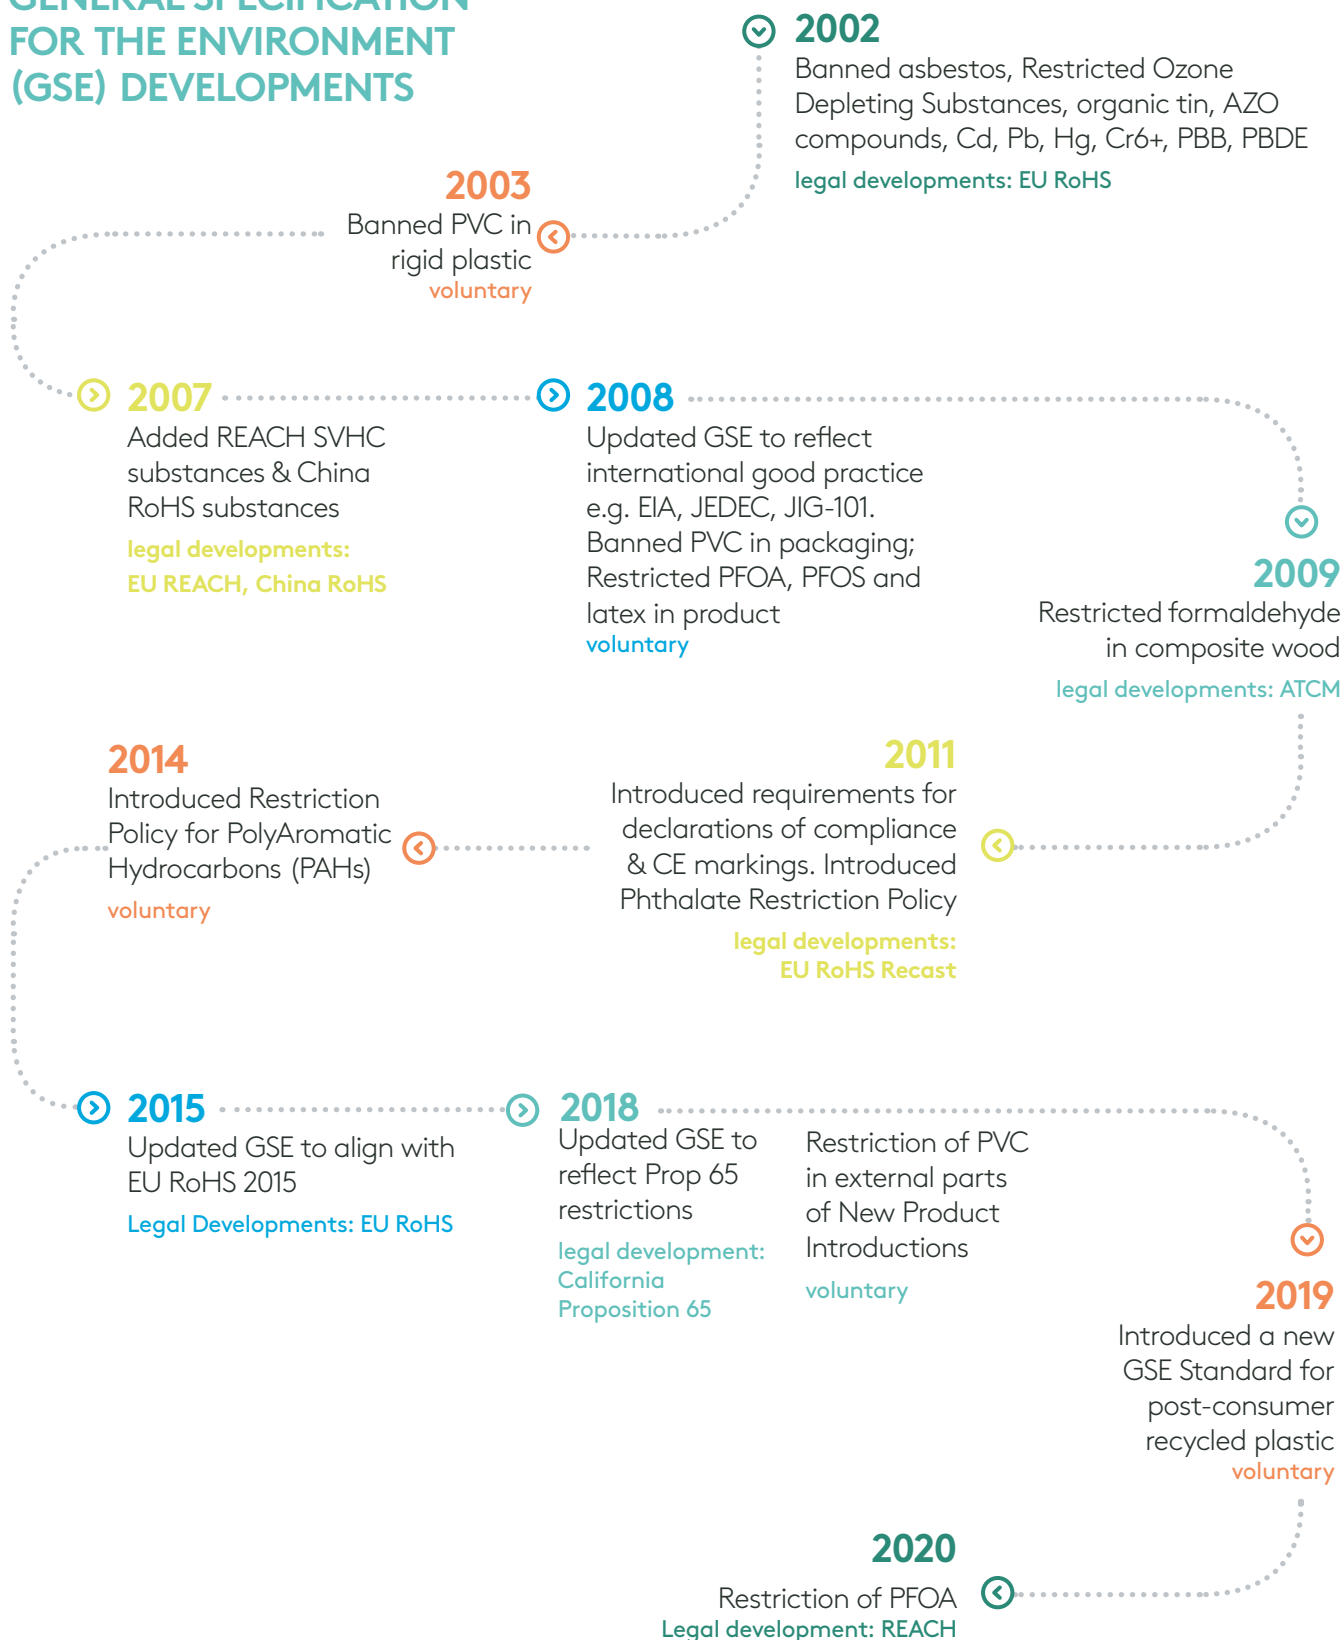 GENERAL SPECIFICATION
FOR THE ENVIRONMENT
(GSE) DEVELOPMENTS
2002
Banned asbestos, Restricted Ozone
Depleting Substances, organic tin, AZO
compounds, Cd, Pb, Hg, Cr6+, PBB, PBDE
legal developments: EU RoHS
2003
Banned PVC in
rigid plastic
voluntary
2007
Added REACH SVHC
substances & China
RoHS substances
legal developments:
EU REACH, China RoHS
2008
Updated GSE to reflect
international good practice
e.g. EIA, JEDEC, JIG-101.
Banned PVC in packaging;
Restricted PFOA, PFOS and
latex in product
voluntary
2009
Restricted formaldehyde
in composite wood
legal developments: ATCM
2011
Introduced requirements for
declarations of compliance
& CE markings. Introduced
Phthalate Restriction Policy
legal developments:
EU RoHS Recast
2014
Introduced Restriction
Policy for PolyAromatic
Hydrocarbons (PAHs)
voluntary
2015
Updated GSE to align with
EU RoHS 2015
Legal Developments: EU RoHS
2018
Updated GSE to
reflect Prop 65
restrictions
legal development:
California
Proposition 65
Restriction of PVC
in external parts
of New Product
Introductions
voluntary
2019
Introduced a new
GSE Standard for
post-consumer
recycled plastic
voluntary
2020
Restriction of PFOA
Legal development: REACH